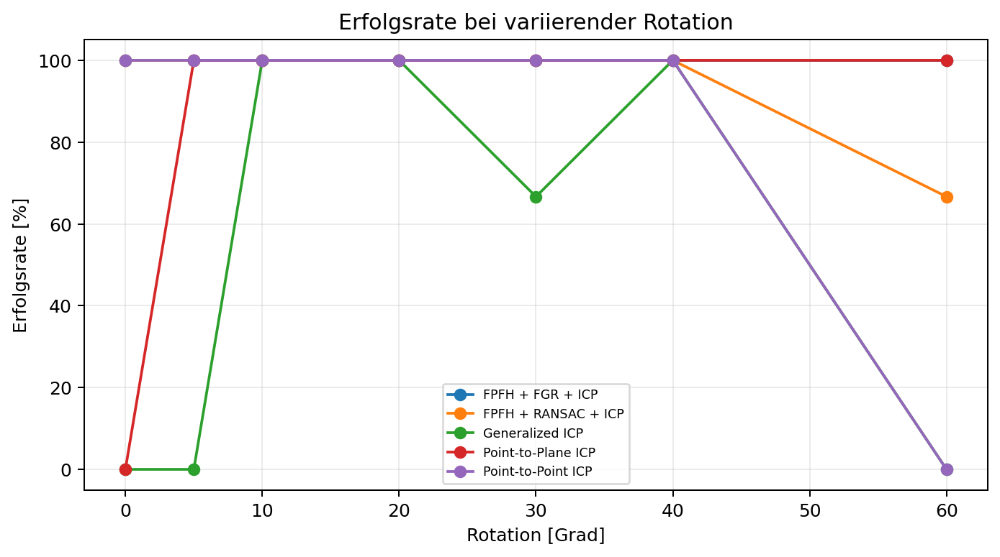 Erfolgsrate bei variierender Rotation
Erfolgsrate [%]
100
80
60
40
20
0
FPFH + FGR + ICP
FPFH + RANSAC + ICP
Generalized ICP
Point-to-Plane ICP
Point-to-Point ICP
0 10 20 30 40 50 60
Rotation [Grad]